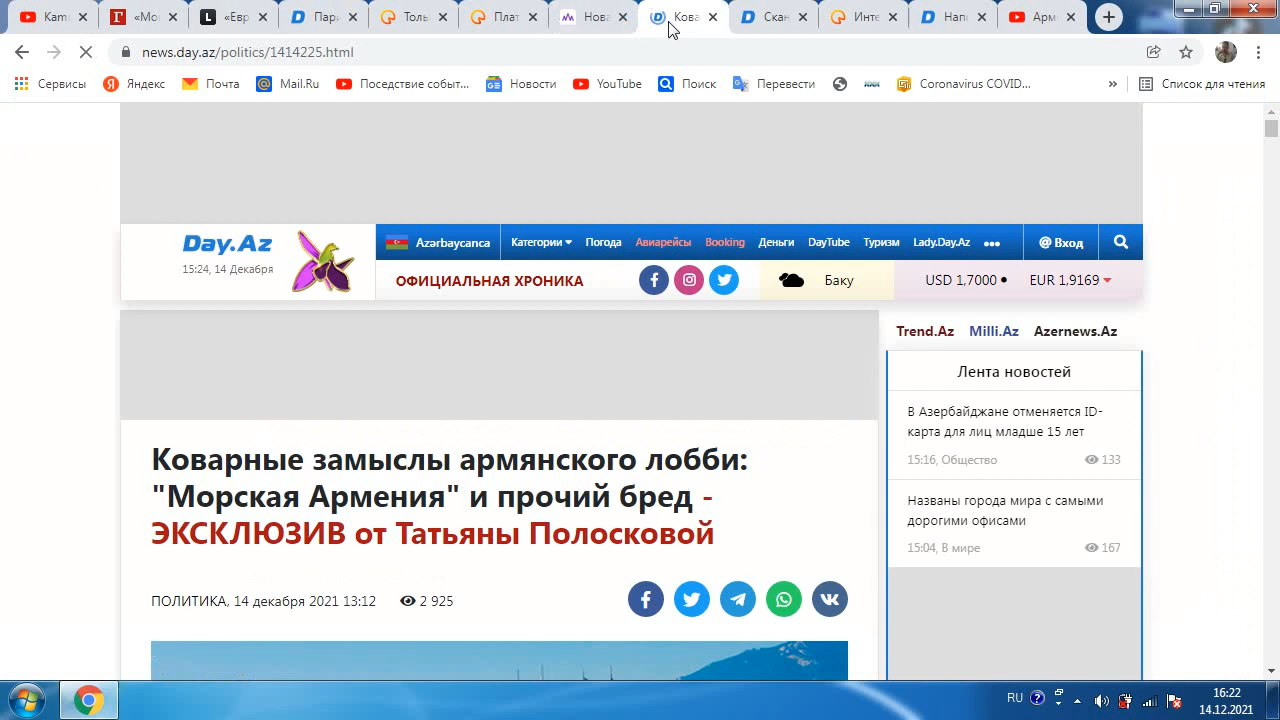 Kam
«Мо
«Евр
Пари
Толь
Плат
Нова
Кова
Скан
Инте
Нап
Арм
news.day.az/politics/1414225.html
Сервисы
Яндекс
Почта
Mail.Ru
Поседствие событ...
Новости
YouTube
Поиск
Перевести
Coronavirus COVID...
»
Список для чтения
Day.Az
15:24, 14 Декабря
Azərbaycanca
Категории
Погода
Авиарейсы
Booking
Деньги
DayTube
Туризм
Lady.Day.Az
•••
@ Вход
ОФИЦИАЛЬНАЯ ХРОНИКА
Баку
USD 1,7000 •
EUR 1,9169
Trend.Az Milli.Az Azernews.Az
Лента новостей
В Азербайджане отменяется ID-
карта для лиц младше 15 лет
15:16, Общество 133
Названы города мира с самыми
дорогими офисами
15:04, В мире 167
Коварные замыслы армянского лобби:
"Морская Армения" и прочий бред -
ЭКСКЛЮЗИВ от Татьяны Полосковой
ПОЛИТИКА, 14 декабря 2021 13:12 2 925
RU
16:22
14.12.2021